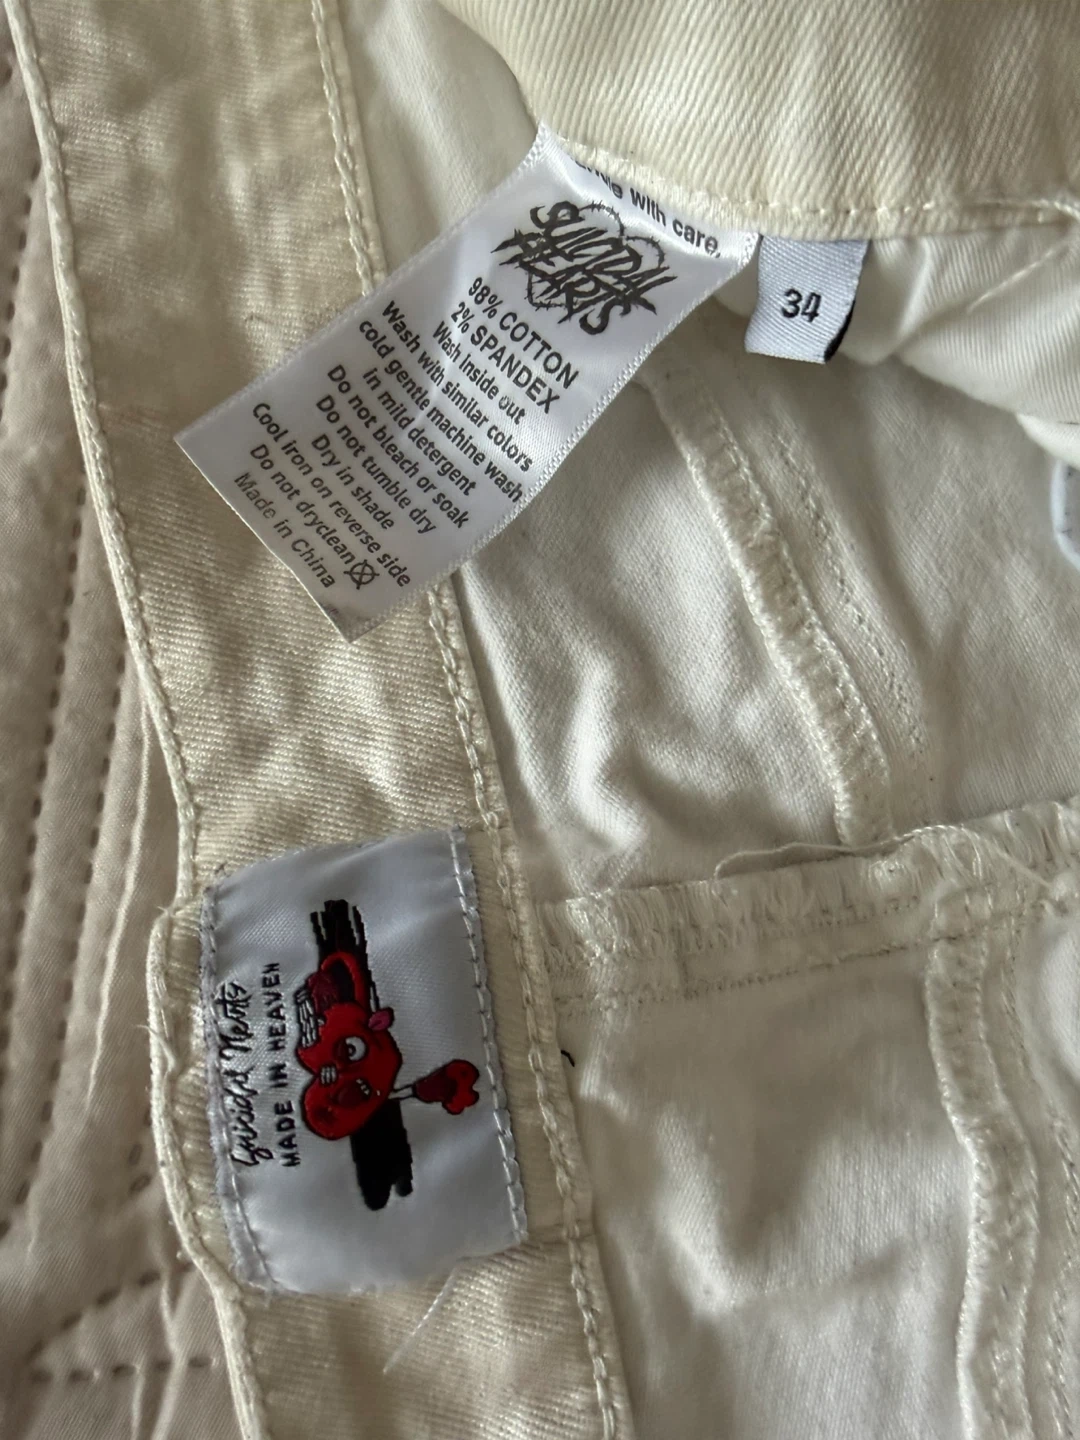 with care.
SUICIDAL
HEARTS
98% COTTON
2% SPANDEX
Wash Inside out
Wash with similar colors
cold gentle machine wash
In mild detergent
Do not bleach or soak
Do not tumble dry
Dry in shade
Cool Iron on reverse side
Do not dryclean
Made in China
34
MADE IN HEAVEN